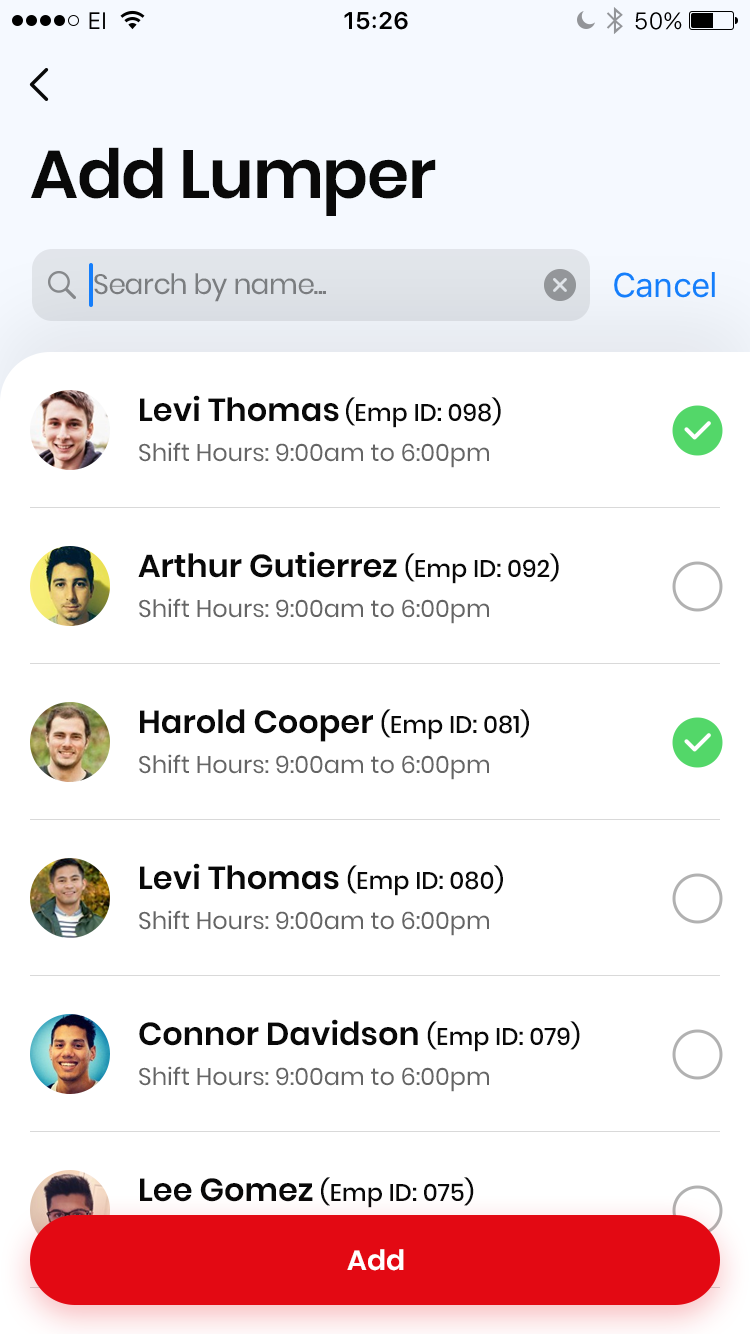 EI 15:26 50%
Add Lumper
Search by name... Cancel
Levi Thomas (Emp ID: 098)
Shift Hours: 9:00am to 6:00pm
Arthur Gutierrez (Emp ID: 092)
Shift Hours: 9:00am to 6:00pm
Harold Cooper (Emp ID: 081)
Shift Hours: 9:00am to 6:00pm
Levi Thomas (Emp ID: 080)
Shift Hours: 9:00am to 6:00pm
Connor Davidson (Emp ID: 079)
Shift Hours: 9:00am to 6:00pm
Lee Gomez (Emp ID: 075)
Add